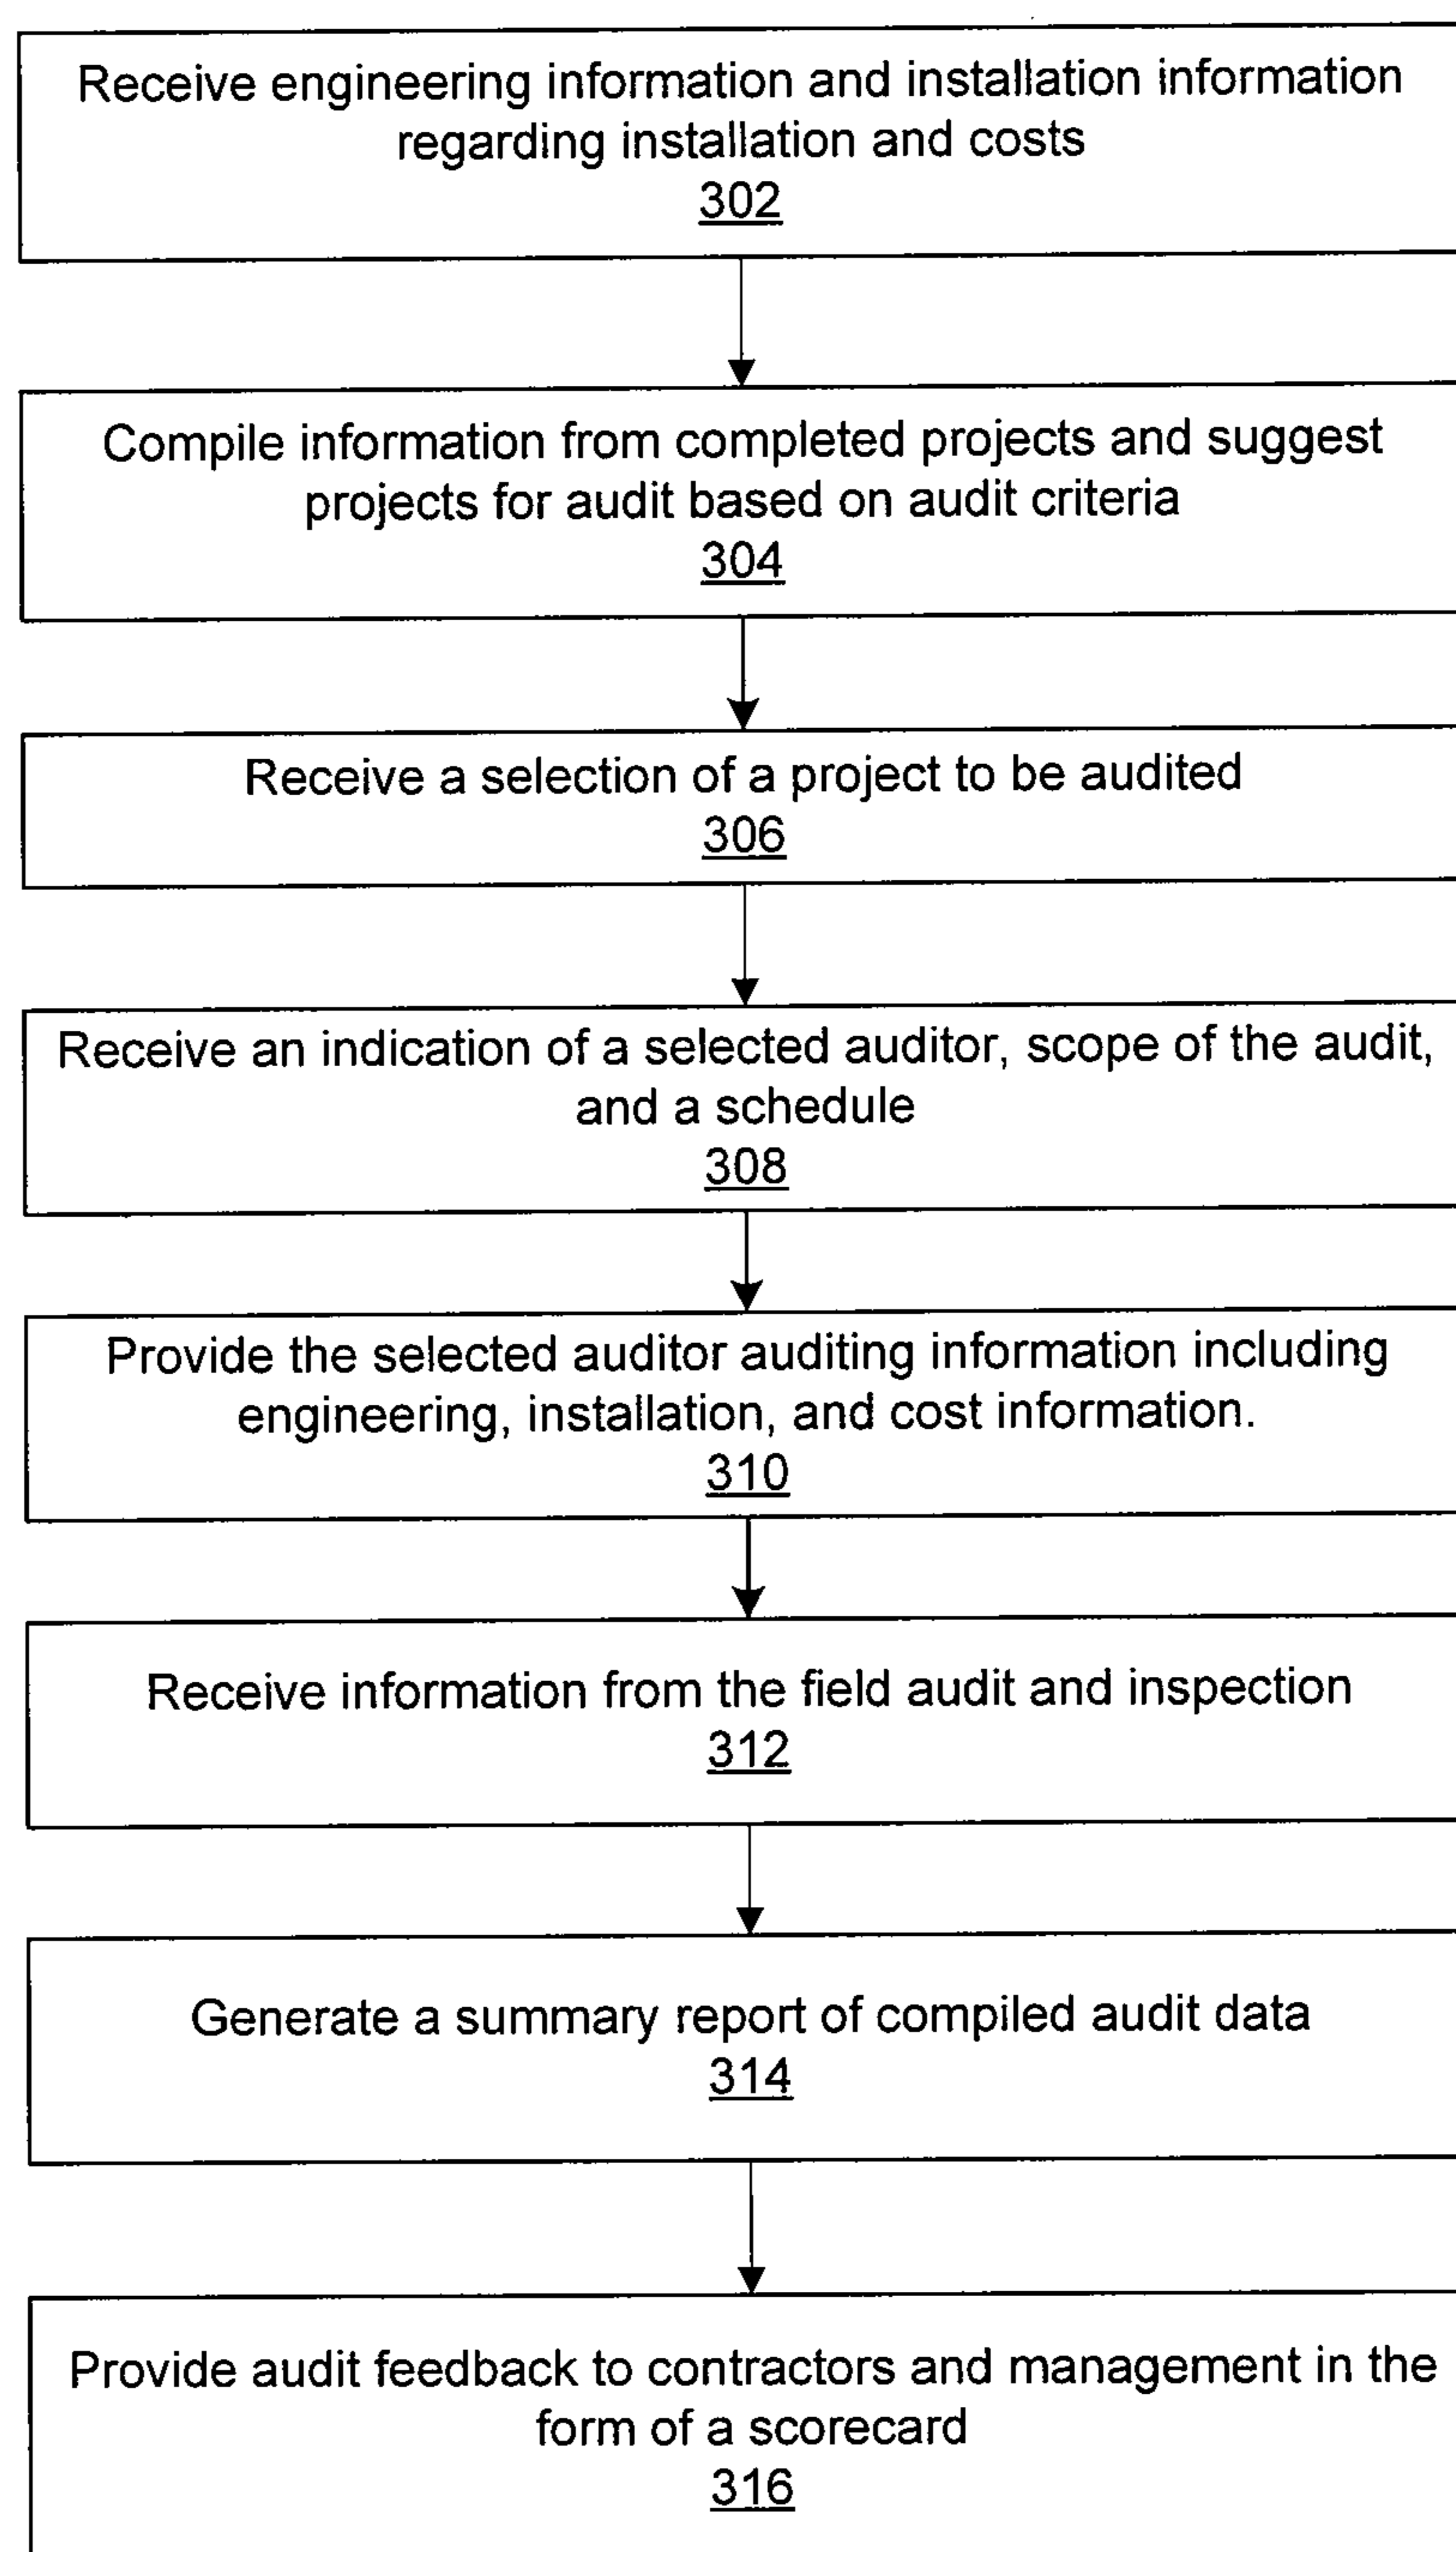 Receive engineering information and installation information
regarding installation and costs
302
Compile information from completed projects and suggest
projects for audit based on audit criteria
304
Receive a selection of a project to be audited
306
Receive an indication of a selected auditor, scope of the audit,
and a schedule
308
Provide the selected auditor auditing information including
engineering, installation, and cost information.
310
Receive information from the field audit and inspection
312
Generate a summary report of compiled audit data
314
Provide audit feedback to contractors and management in the
form of a scorecard
316